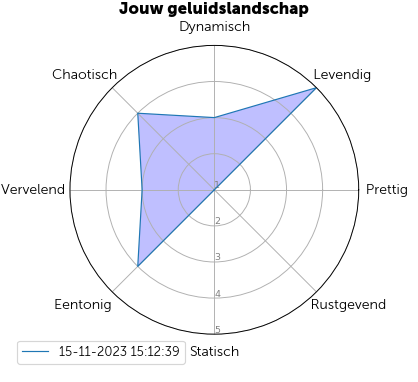 Jouw geluidslandschap
Dynamisch
Chaotisch
Levendig
Vervelend
Prettig
1
2
3
4
5
Eentonig
Rustgevend
Statisch
15-11-2023 15:12:39